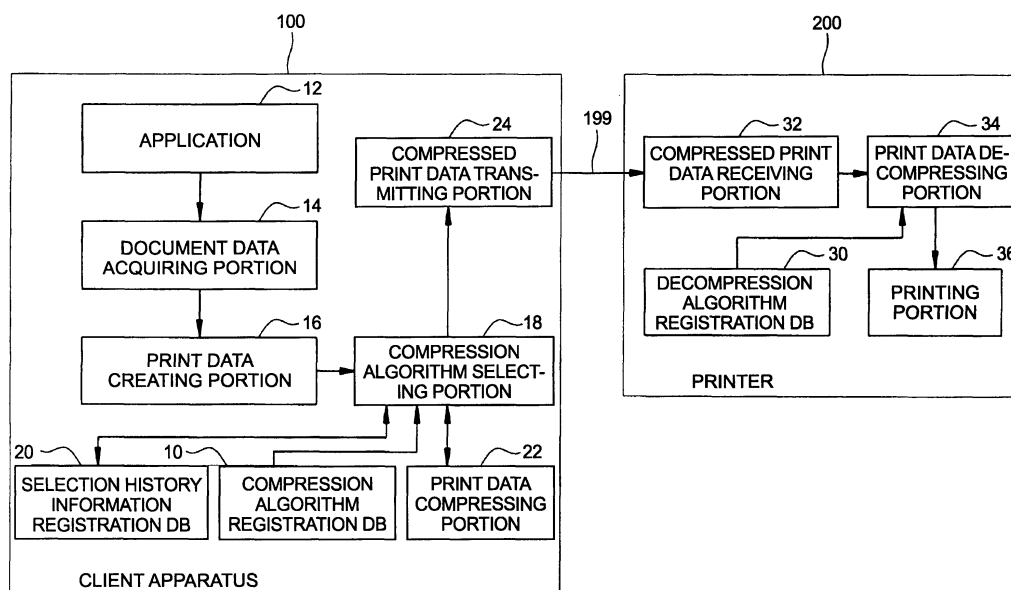 100
200
12
APPLICATION
24
COMPRESSED
PRINT DATA TRANS-
MITTING PORTION
199
32
COMPRESSED PRINT
DATA RECEIVING
PORTION
34
PRINT DATA DE-
COMPRESSING
PORTION
14
DOCUMENT DATA
ACQUIRING PORTION
30
DECOMPRESSION
ALGORITHM
REGISTRATION DB
36
PRINTING
PORTION
16
PRINT DATA
CREATING PORTION
18
COMPRESSION
ALGORITHM SELECT-
ING PORTION
PRINTER
20
SELECTION HISTORY
INFORMATION
REGISTRATION DB
10
COMPRESSION
ALGORITHM
REGISTRATION DB
22
PRINT DATA
COMPRESSING
PORTION
CLIENT APPARATUS